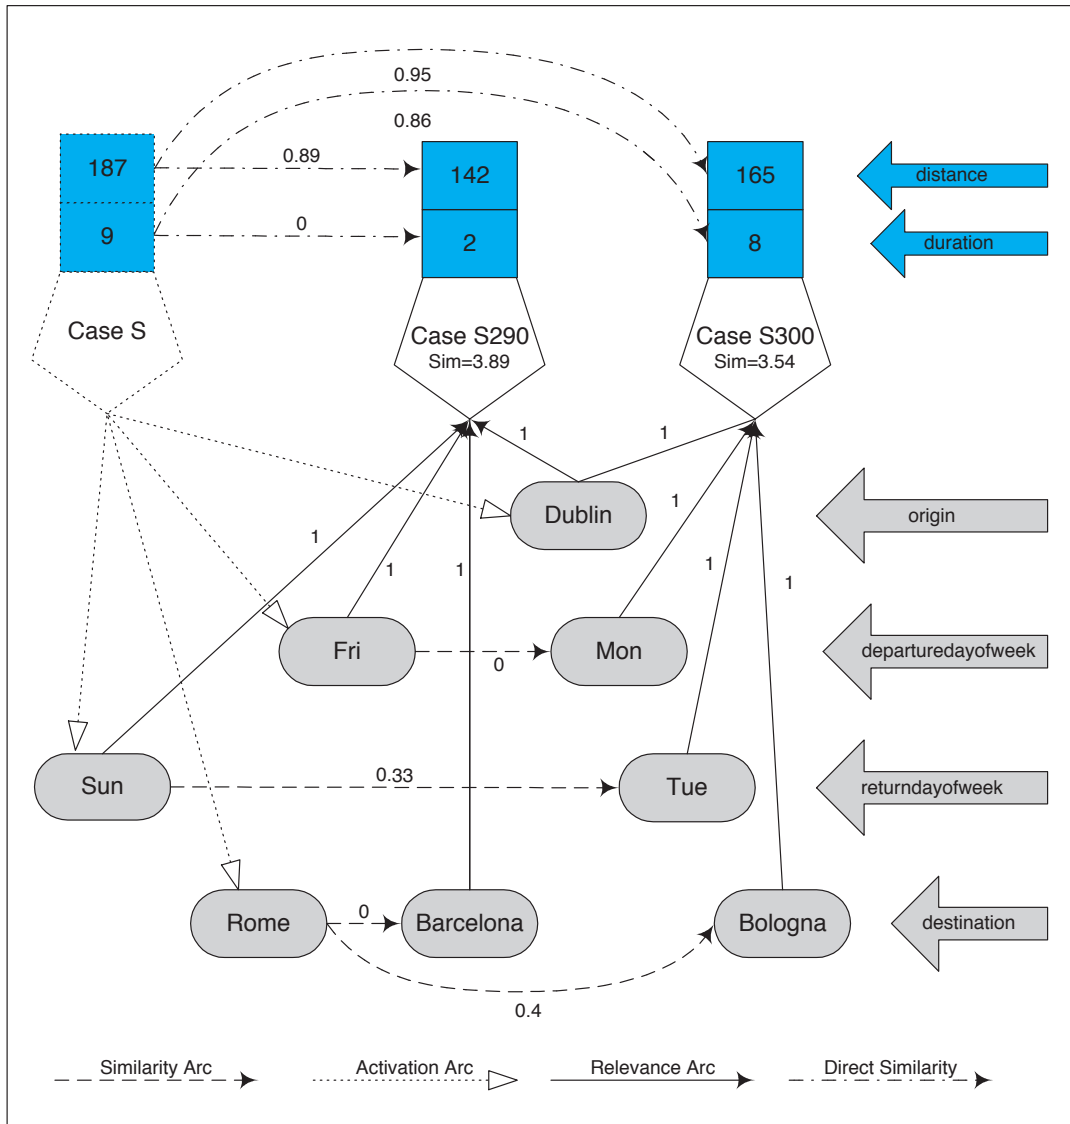 0.95
0.86
187
0.89
142
165
distance
9
0
2
8
duration
Case S
Case S290
Sim=3.89
Case S300
Sim=3.54
1
1
Dublin
origin
1
1
1
1
1
1
Fri
0
Mon
departuredayofweek
Sun
0.33
Tue
returndayofweek
Rome
0
Barcelona
Bologna
destination
0.4
Similarity Arc
Activation Arc
Relevance Arc
Direct Similarity